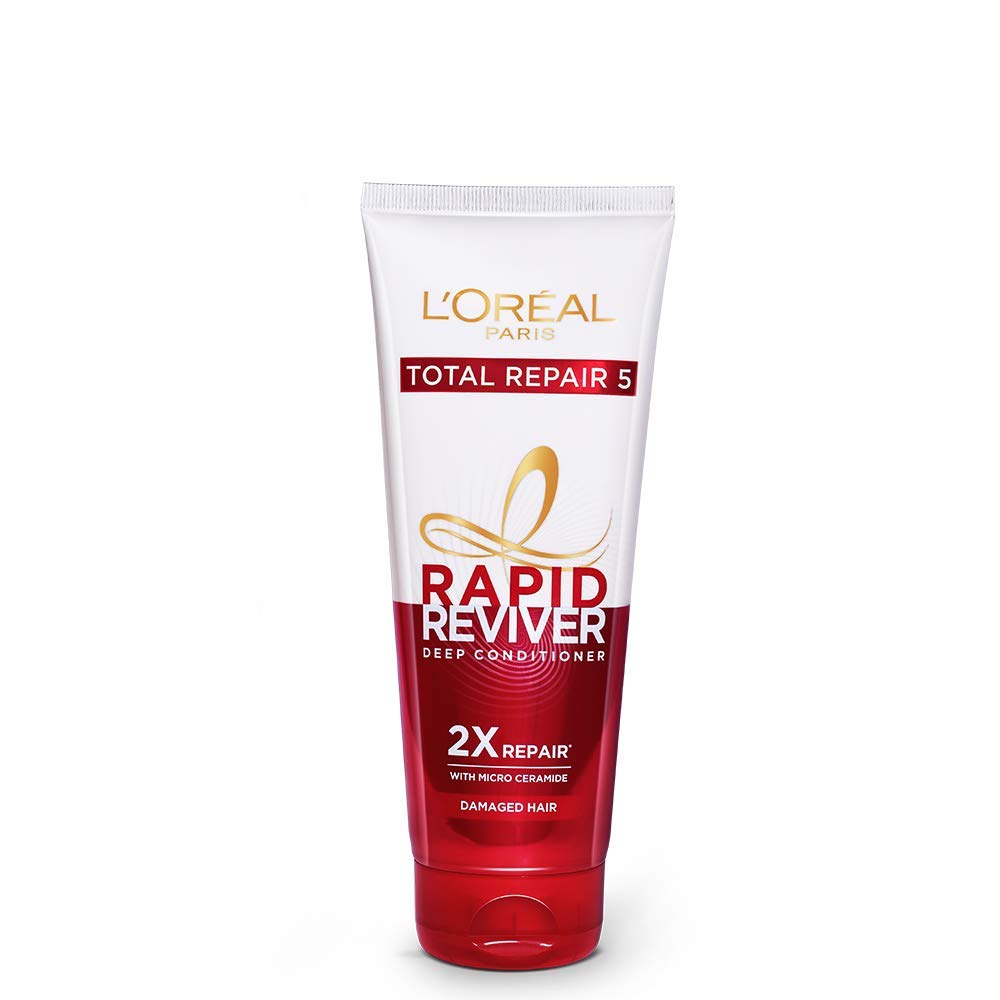 L'ORÉAL
PARIS
TOTAL REPAIR 5
RAPID
REVIVER
DEEP CONDITIONER
2X REPAIR*
WITH MICRO CERAMIDE
DAMAGED HAIR